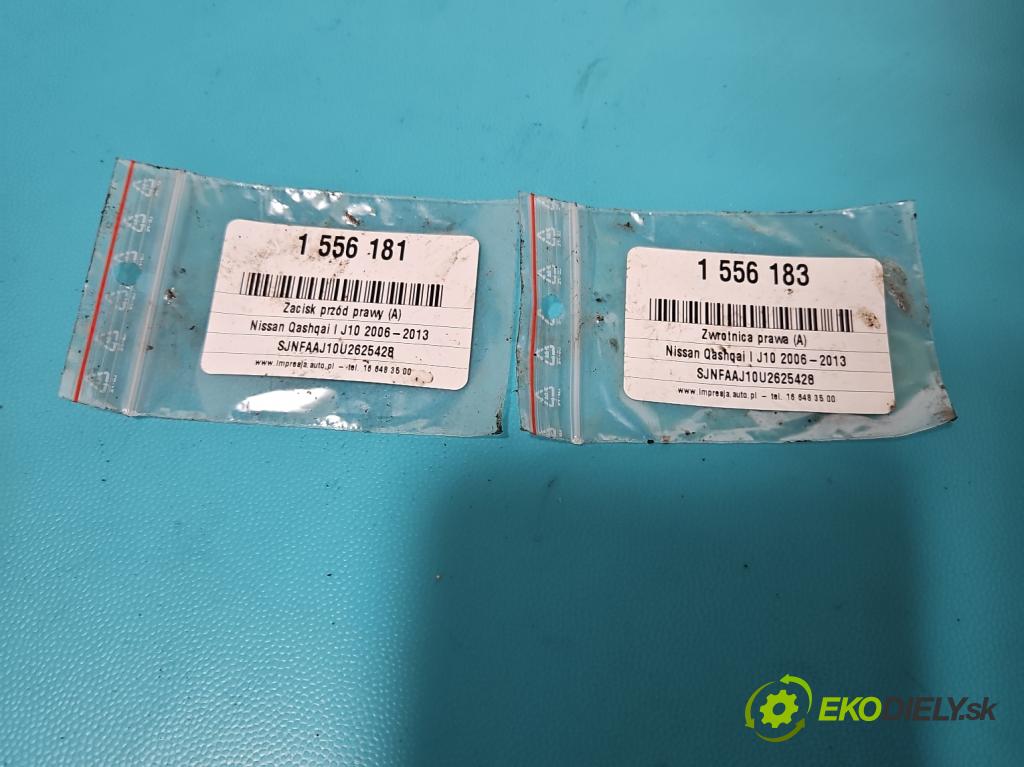 1 556 181
Zacisk przód prawy (A)
Nissan Qashqai I J10 2006–2013
SJNFAAJ10U2625428
www.impresja.auto.pl – tel. 16 648 35 00
1 556 183
Zwrotnica prawa (A)
Nissan Qashqai I J10 2006–2013
SJNFAAJ10U2625428
www.impresja.auto.pl – tel. 16 648 35 00
EKODIELY.sk